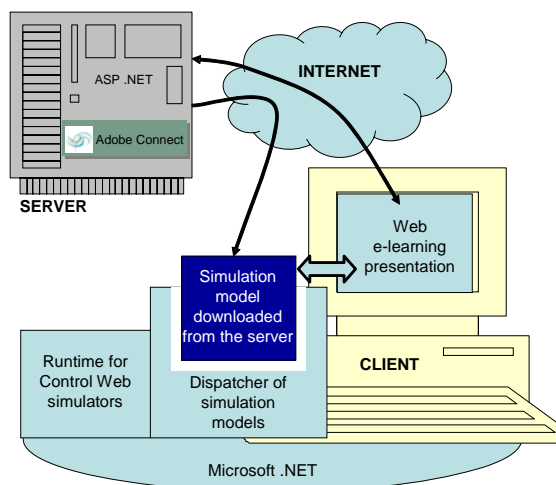 ASP .NET
INTERNET
Adobe Connect
SERVER
Web
e-learning
presentation
Simulation
model
downloaded
from the server
Runtime for
Control Web
simulators
CLIENT
Dispatcher of
simulation
models
Microsoft .NET